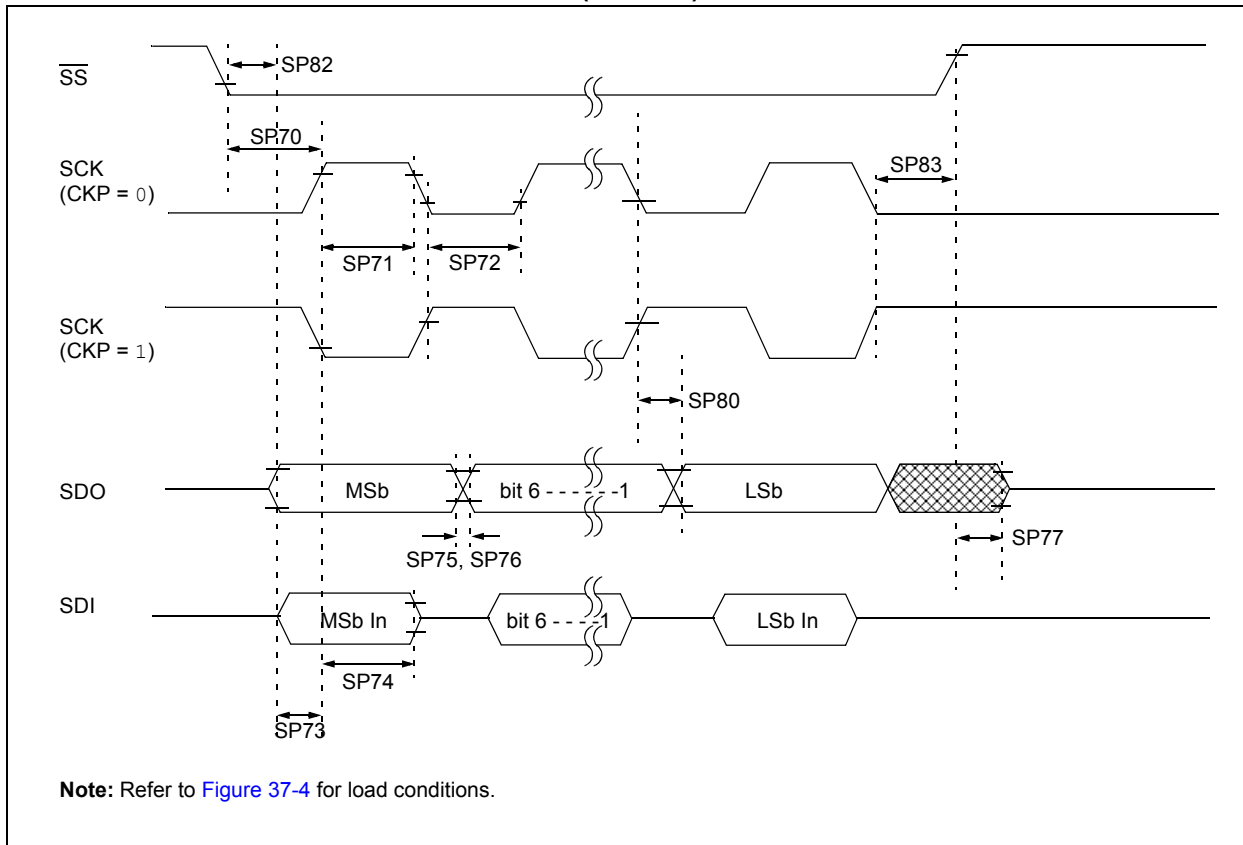 SS
SP82
SP70
SCK
(CKP = 0)
SP83
SP71
SP72
SCK
(CKP = 1)
SP80
SDO
MSb
bit 6 - - - - - -1
LSb
SP77
SP75, SP76
SDI
MSb In
bit 6 - - - -1
LSb In
SP74
SP73
Note: Refer to Figure 37-4 for load conditions.